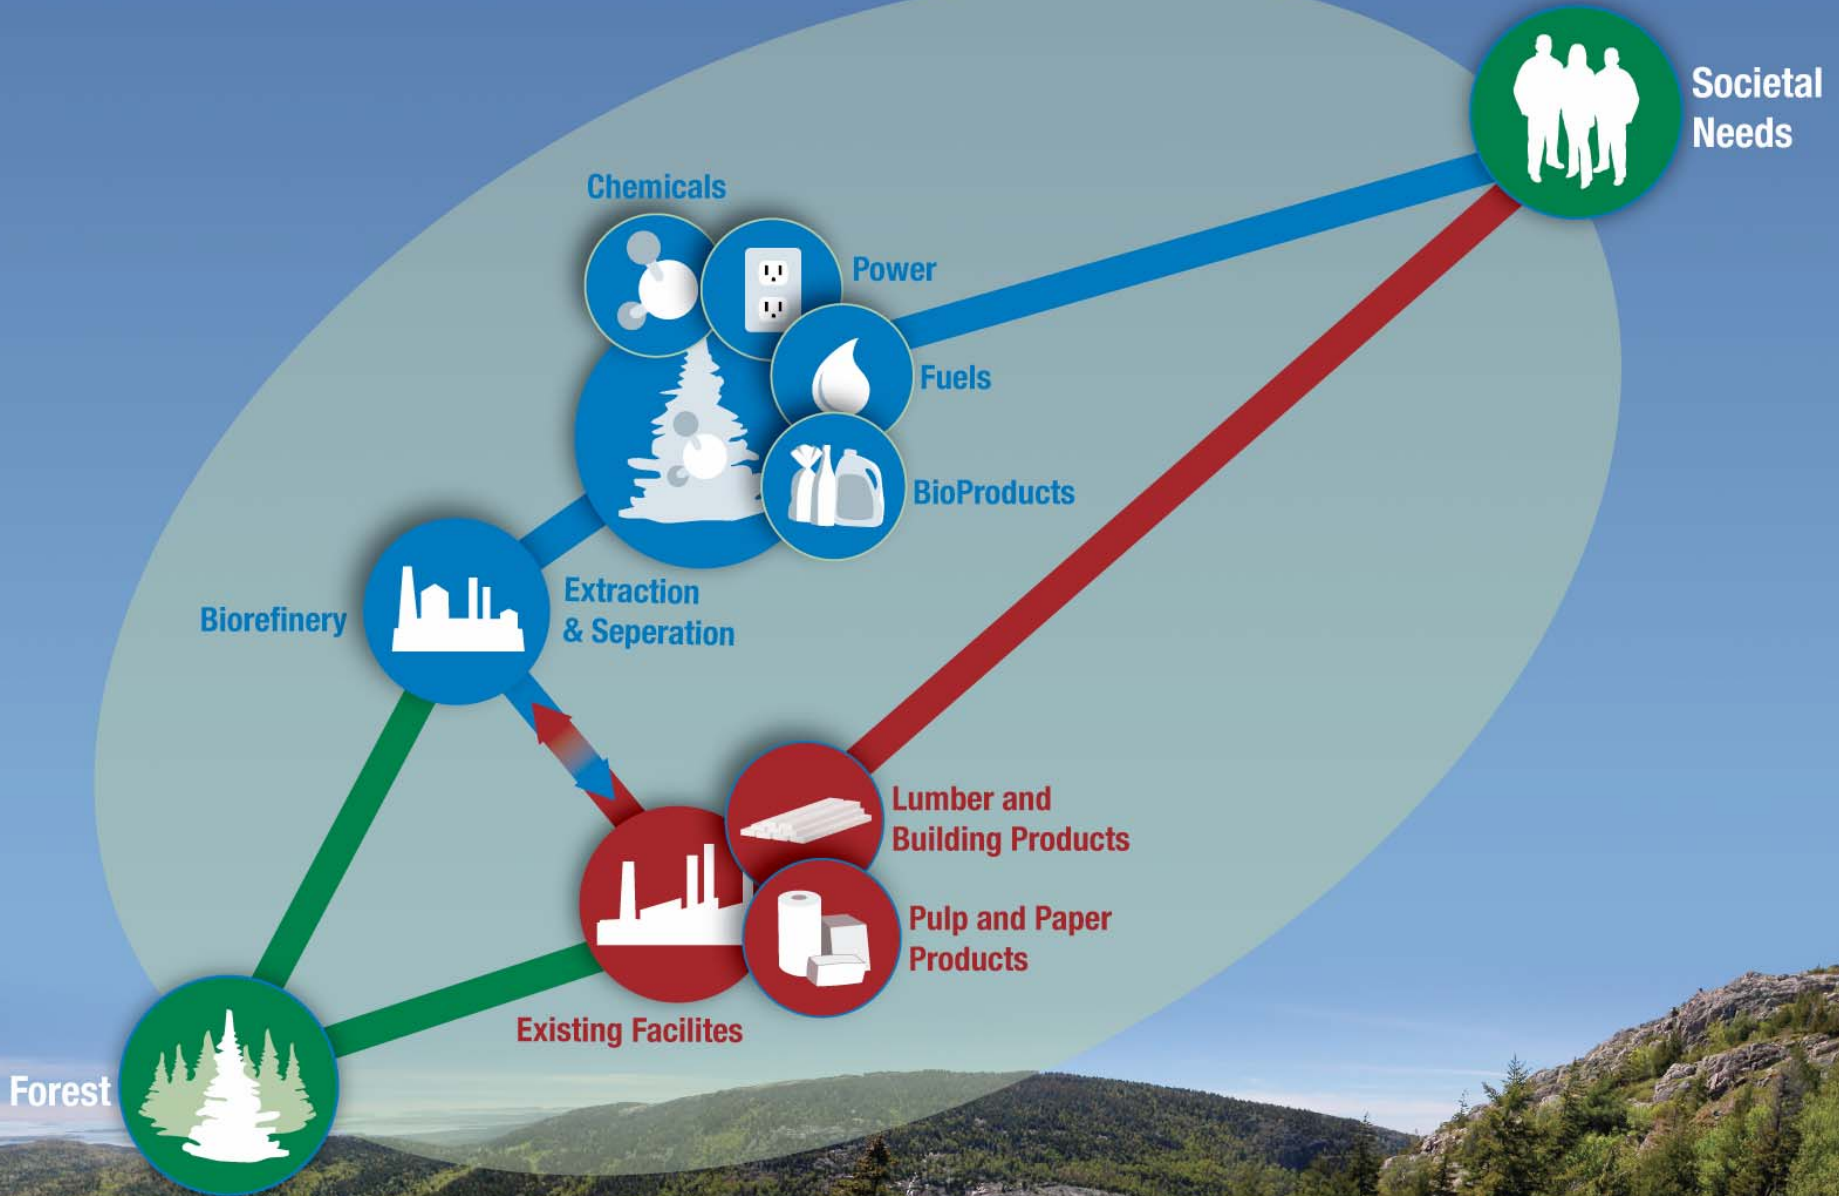 Societal
Needs
Chemicals
Power
Fuels
BioProducts
Extraction
& Seperation
Biorefinery
Lumber and
Building Products
Pulp and Paper
Products
Existing Facilites
Forest